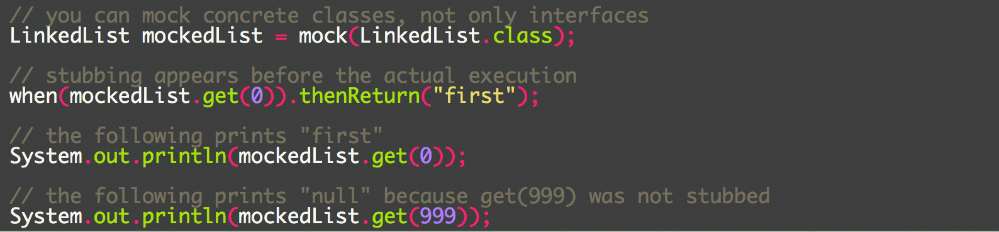 // you can mock concrete classes, not only interfaces
LinkedList mockedList = mock(LinkedList.class);
// stubbing appears before the actual execution
when(mockedList.get(0)).thenReturn("first");
// the following prints "first"
System.out.println(mockedList.get(0));
// the following prints "null" because get(999) was not stubbed
System.out.println(mockedList.get(999));